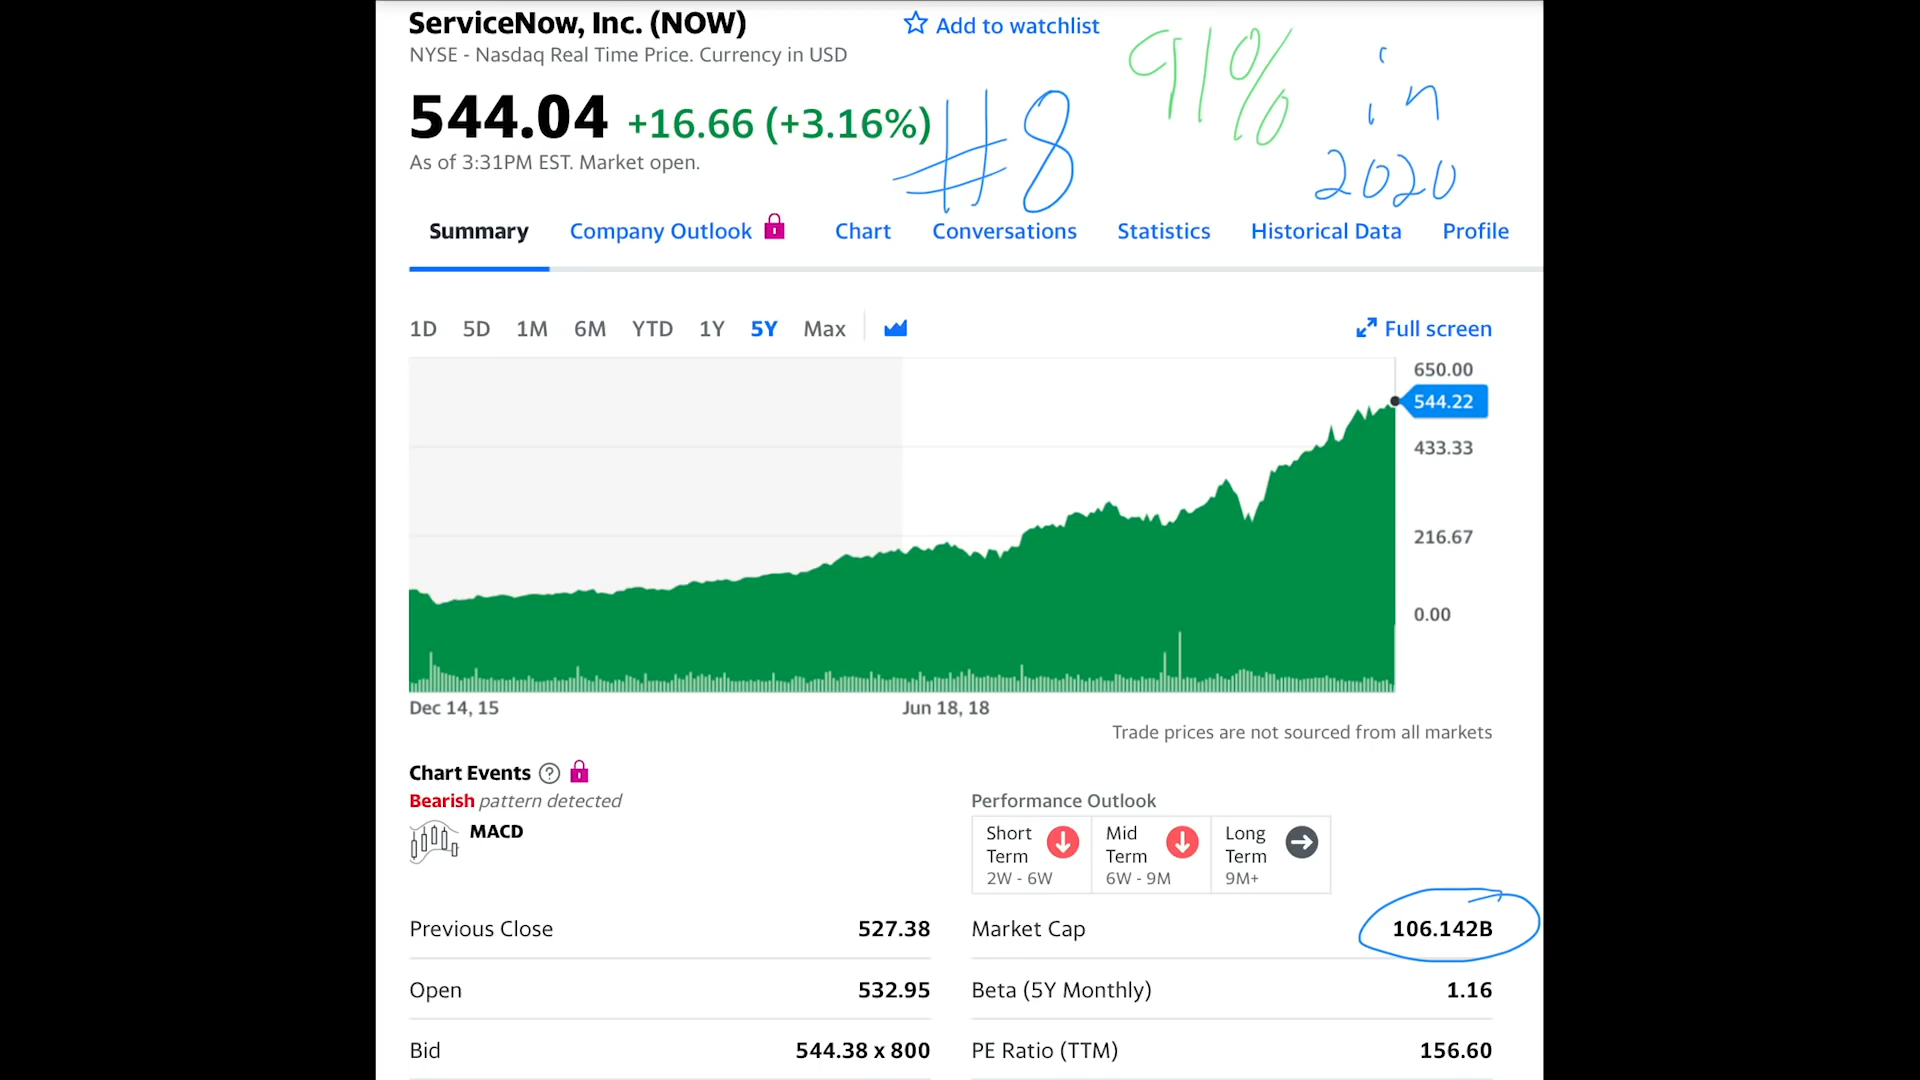 ServiceNow, Inc. (NOW)
Add to watchlist
NYSE - Nasdaq Real Time Price. Currency in USD
91%
in
2020
544.04 +16.66 (+3.16%)
#8
As of 3:31PM EST. Market open.
Summary Company Outlook Chart Conversations Statistics Historical Data Profile
1D 5D 1M 6M YTD 1Y 5Y Max
Full screen
650.00
544.22
433.33
216.67
0.00
Dec 14, 15 Jun 18, 18
Trade prices are not sourced from all markets
Chart Events ?
Bearish pattern detected
MACD
Performance Outlook
Short Term 2W - 6W
Mid Term 6W - 9M
Long Term 9M+
Previous Close 527.38
Market Cap 106.142B
Open 532.95
Beta (5Y Monthly) 1.16
Bid 544.38 x 800
PE Ratio (TTM) 156.60